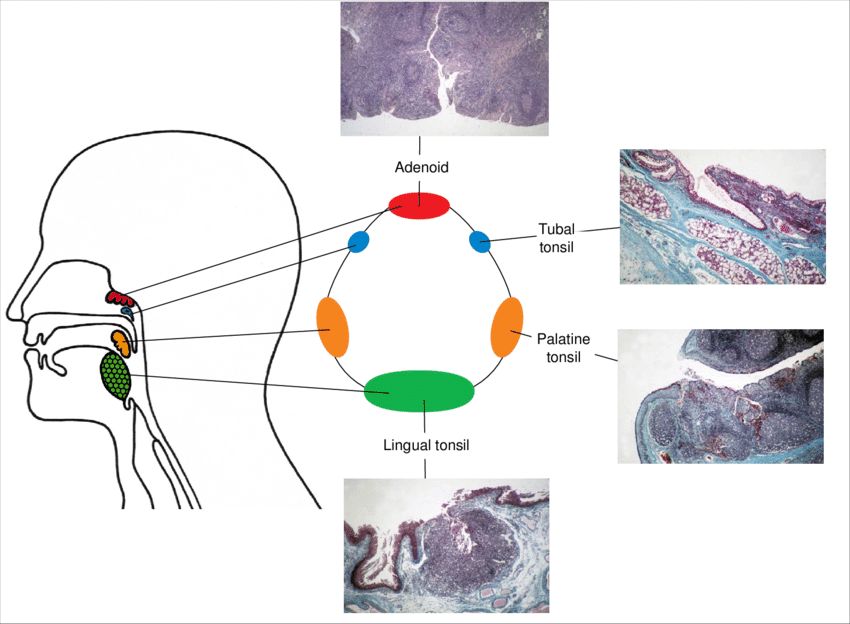 Adenoid
Tubal
tonsil
Palatine
tonsil
Lingual tonsil